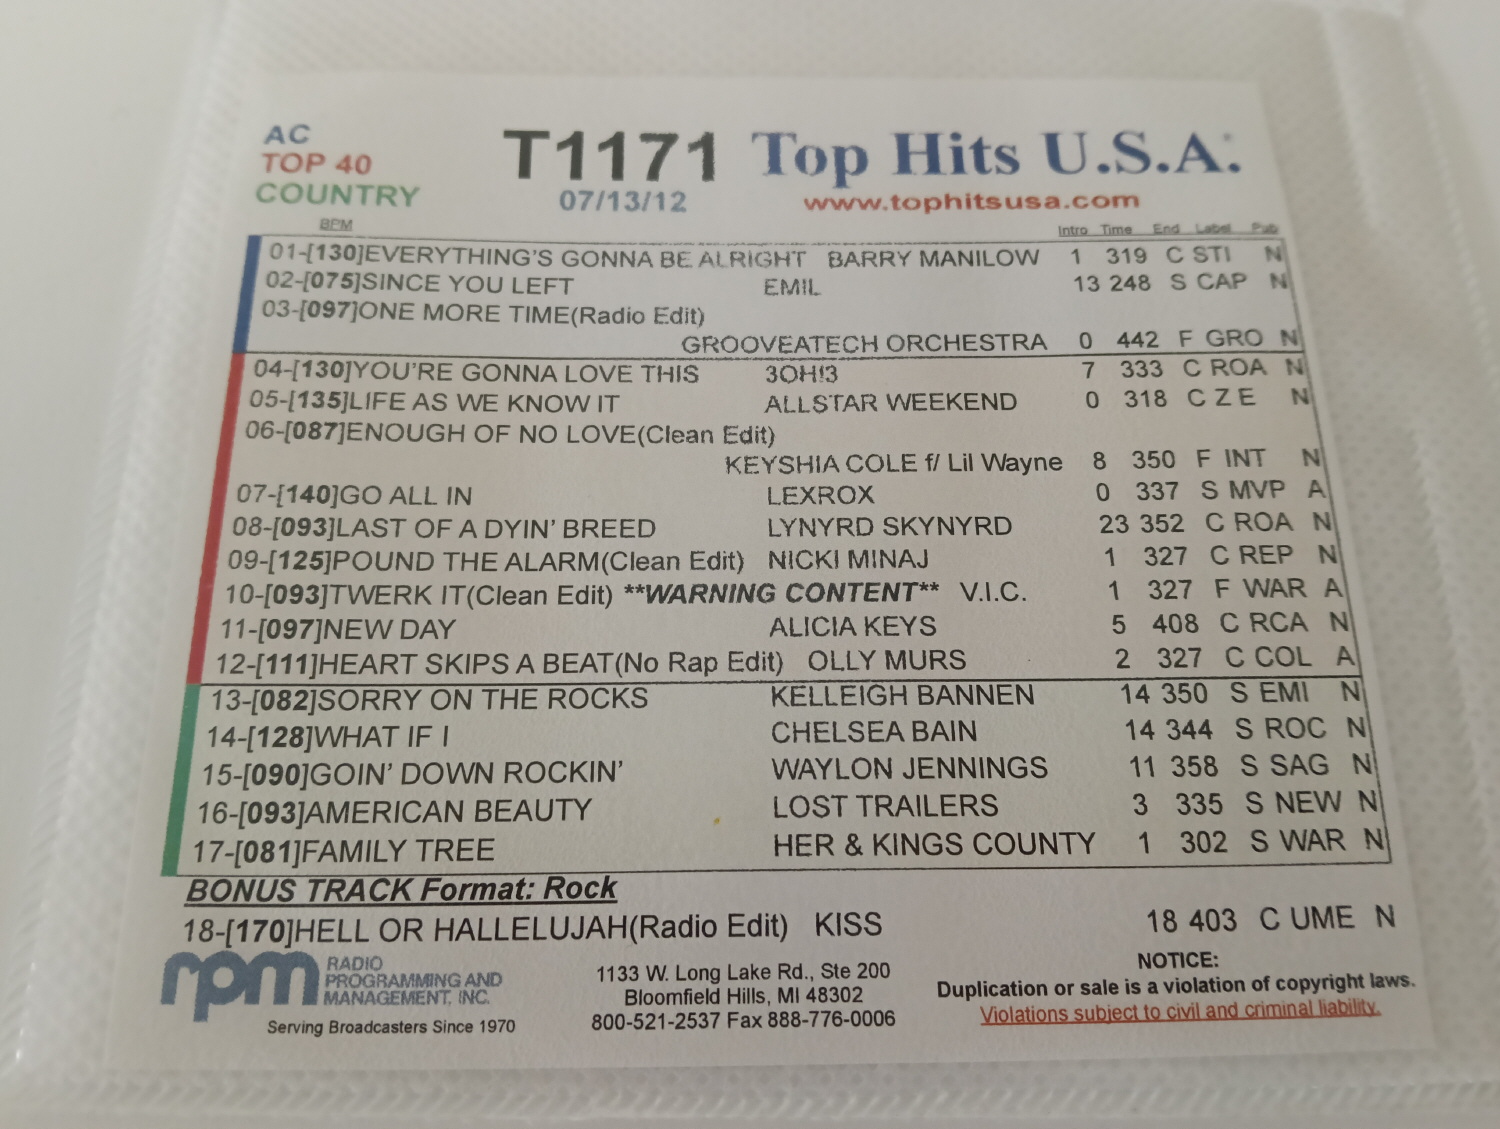 AC
TOP 40
COUNTRY
T1171
07/13/12
Top Hits U.S.A.
www.tophitsusa.com
BPM Intro Time End Label Pub
01-[130]EVERYTHING'S GONNA BE ALRIGHT BARRY MANILOW 1 319 C STI N
02-[075]SINCE YOU LEFT EMIL 13 248 S CAP N
03-[097]ONE MORE TIME(Radio Edit)
GROOVEATECH ORCHESTRA 0 442 F GRO N
04-[130]YOU'RE GONNA LOVE THIS 3OH!3 7 333 C ROA N
05-[135]LIFE AS WE KNOW IT ALLSTAR WEEKEND 0 318 C Z E N
06-[087]ENOUGH OF NO LOVE(Clean Edit)
KEYSHIA COLE f/ Lil Wayne 8 350 F INT N
07-[140]GO ALL IN LEXROX 0 337 S MVP A
08-[093]LAST OF A DYIN' BREED LYNYRD SKYNYRD 23 352 C ROA N
09-[125]POUND THE ALARM(Clean Edit) NICKI MINAJ 1 327 C REP N
10-[093]TWERK IT(Clean Edit) **WARNING CONTENT** V.I.C. 1 327 F WAR A
11-[097]NEW DAY ALICIA KEYS 5 408 C RCA N
12-[111]HEART SKIPS A BEAT(No Rap Edit) OLLY MURS 2 327 C COL A
13-[082]SORRY ON THE ROCKS KELLEIGH BANNEN 14 350 S EMI N
14-[128]WHAT IF I CHELSEA BAIN 14 344 S ROC N
15-[090]GOIN' DOWN ROCKIN' WAYLON JENNINGS 11 358 S SAG N
16-[093]AMERICAN BEAUTY LOST TRAILERS 3 335 S NEW N
17-[081]FAMILY TREE HER & KINGS COUNTY 1 302 S WAR N
BONUS TRACK Format: Rock
18-[170]HELL OR HALLELUJAH(Radio Edit) KISS 18 403 C UME N
rpm RADIO
PROGRAMMING AND
MANAGEMENT, INC.
Serving Broadcasters Since 1970
1133 W. Long Lake Rd., Ste 200
Bloomfield Hills, MI 48302
800-521-2537 Fax 888-776-0006
NOTICE:
Duplication or sale is a violation of copyright laws.
Violations subject to civil and criminal liability.